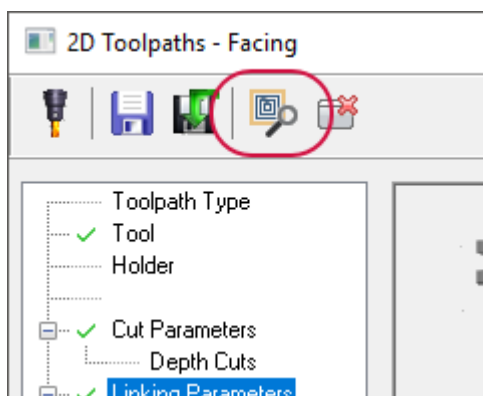 2D Toolpaths - Facing
Toolpath Type
Tool
Holder
Cut Parameters
Depth Cuts
Linking Parameters